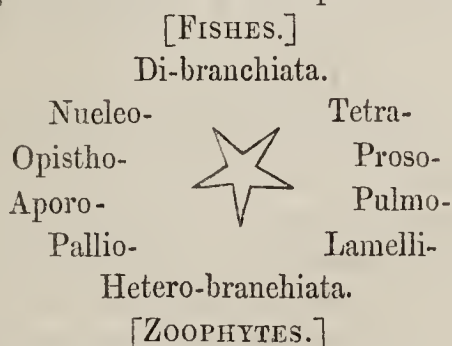 [FISHES.]
Di-branchiata.
Nucleo- Tetra-
Opistho- Proso-
Aporo- Pulmo-
Pallio- Lamelli-
Hetero-branchiata.
[ZOOPHYTES.]